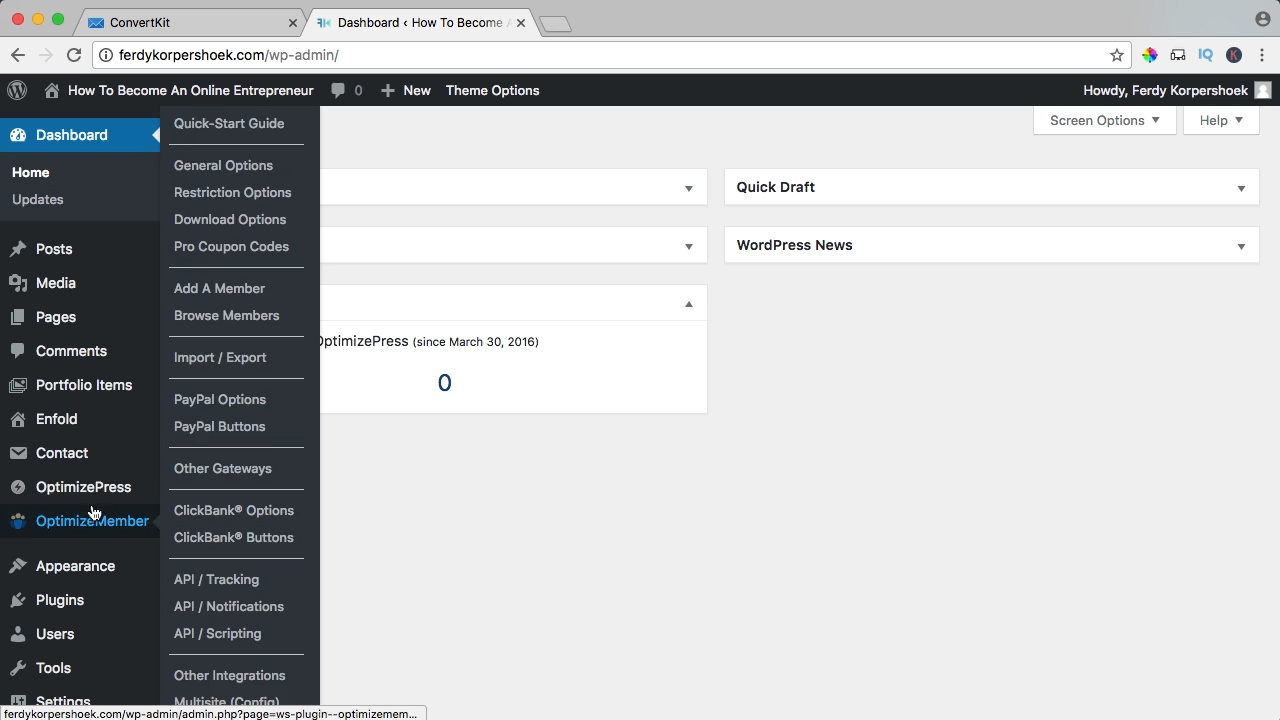 ConvertKit
Dashboard ‹ How To Become A
ferdykorpershoek.com/wp-admin/
How To Become An Online Entrepreneur
0
New
Theme Options
Howdy, Ferdy Korpershoek
Dashboard
Home
Updates
Posts
Media
Pages
Comments
Portfolio Items
Enfold
Contact
OptimizePress
OptimizeMember
Appearance
Plugins
Users
Tools
Settings
Quick-Start Guide
General Options
Restriction Options
Download Options
Pro Coupon Codes
Add A Member
Browse Members
Import / Export
PayPal Options
PayPal Buttons
Other Gateways
ClickBank® Options
ClickBank® Buttons
API / Tracking
API / Notifications
API / Scripting
Other Integrations
Multisite (Config)
Screen Options
Help
OptimizePress (since March 30, 2016)
0
Quick Draft
WordPress News
ferdykorpershoek.com/wp-admin/admin.php?page=ws-plugin--optimizemem...